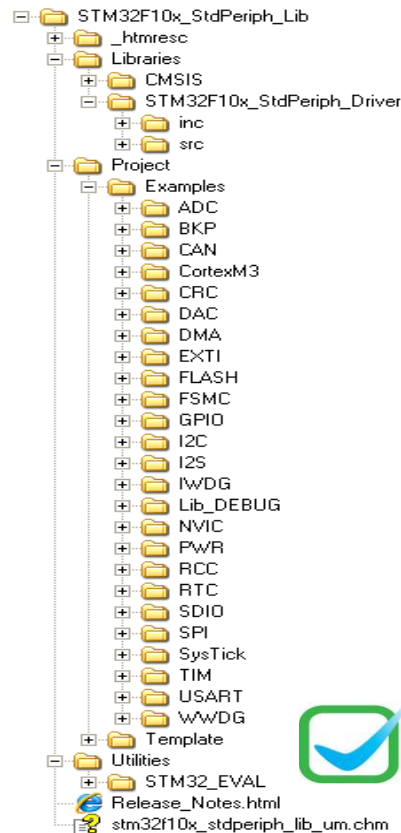 STM32F10x_StdPeriph_Lib
_htmresc
Libraries
CMSIS
STM32F10x_StdPeriph_Driver
inc
src
Project
Examples
ADC
BKP
CAN
CortexM3
CRC
DAC
DMA
EXTI
FLASH
FSMC
GPIO
I2C
I2S
IWDG
Lib_DEBUG
NVIC
PWR
RCC
RTC
SDIO
SPI
SysTick
TIM
USART
WWDG
Template
Utilities
STM32_EVAL
Release_Notes.html
stm32f10x_stdperiph_lib_um.chm